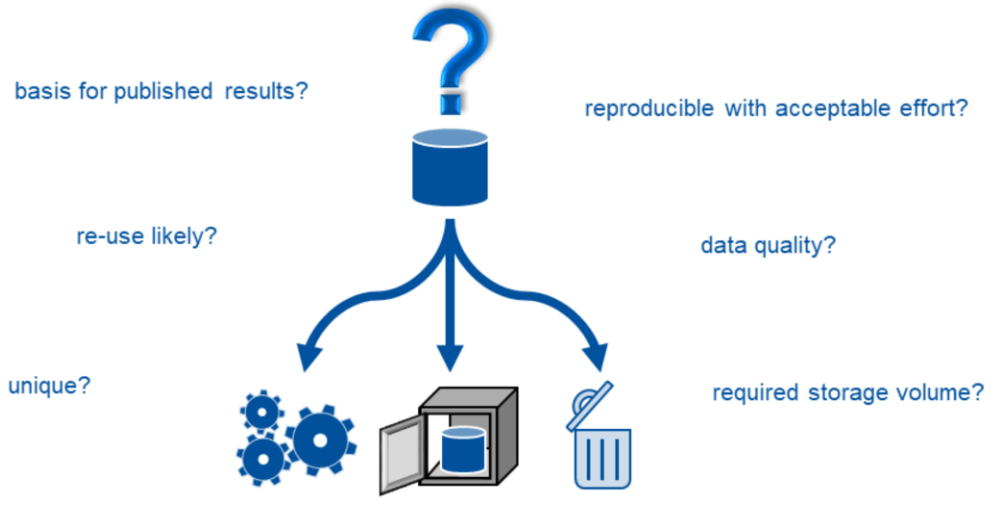 ?
basis for published results?
reproducible with acceptable effort?
re-use likely?
data quality?
unique?
required storage volume?